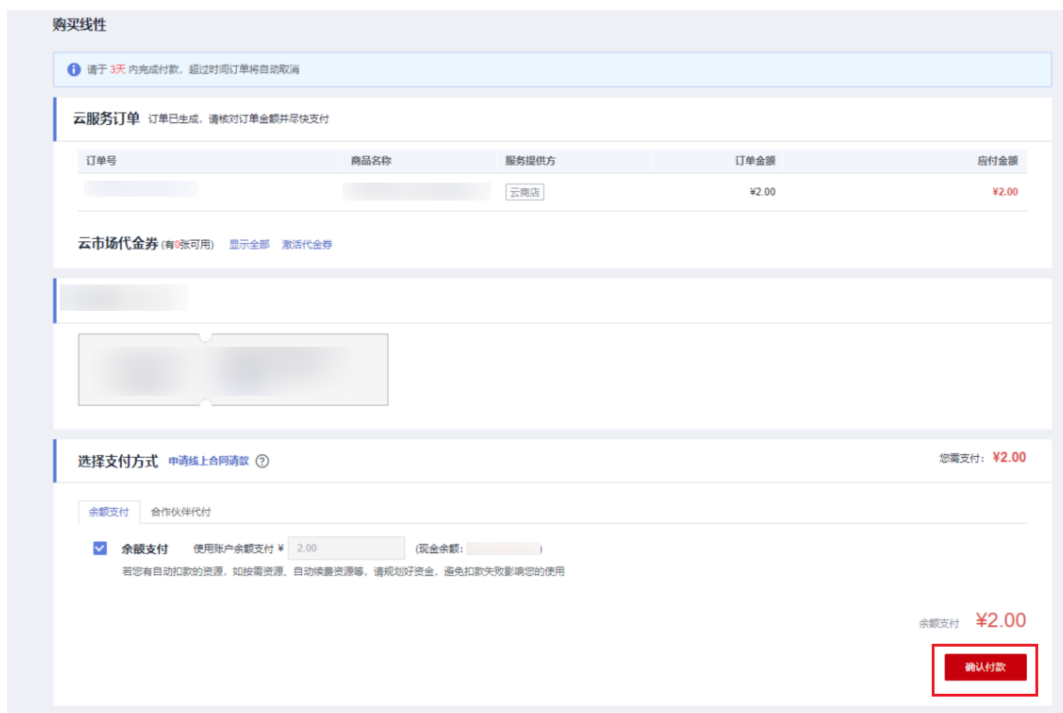 购买线性
请于 3天 内完成付款，超过时间订单将自动取消
云服务订单 订单已生成，请核对订单金额并尽快支付
订单号 商品名称 服务提供方 订单金额 应付金额
云商店 ¥2.00 ¥2.00
云市场代金券 (有0张可用) 显示全部 激活代金券
选择支付方式 申请线上合同请款 ? 您需支付： ¥2.00
余额支付 合作伙伴代付
余额支付 使用账户余额支付 ¥ 2.00 (现金余额: )
若您有自动扣款的资源，如按需资源、自动续费资源等，请规划好资金，避免扣款失败影响您的使用
余额支付 ¥2.00
确认付款